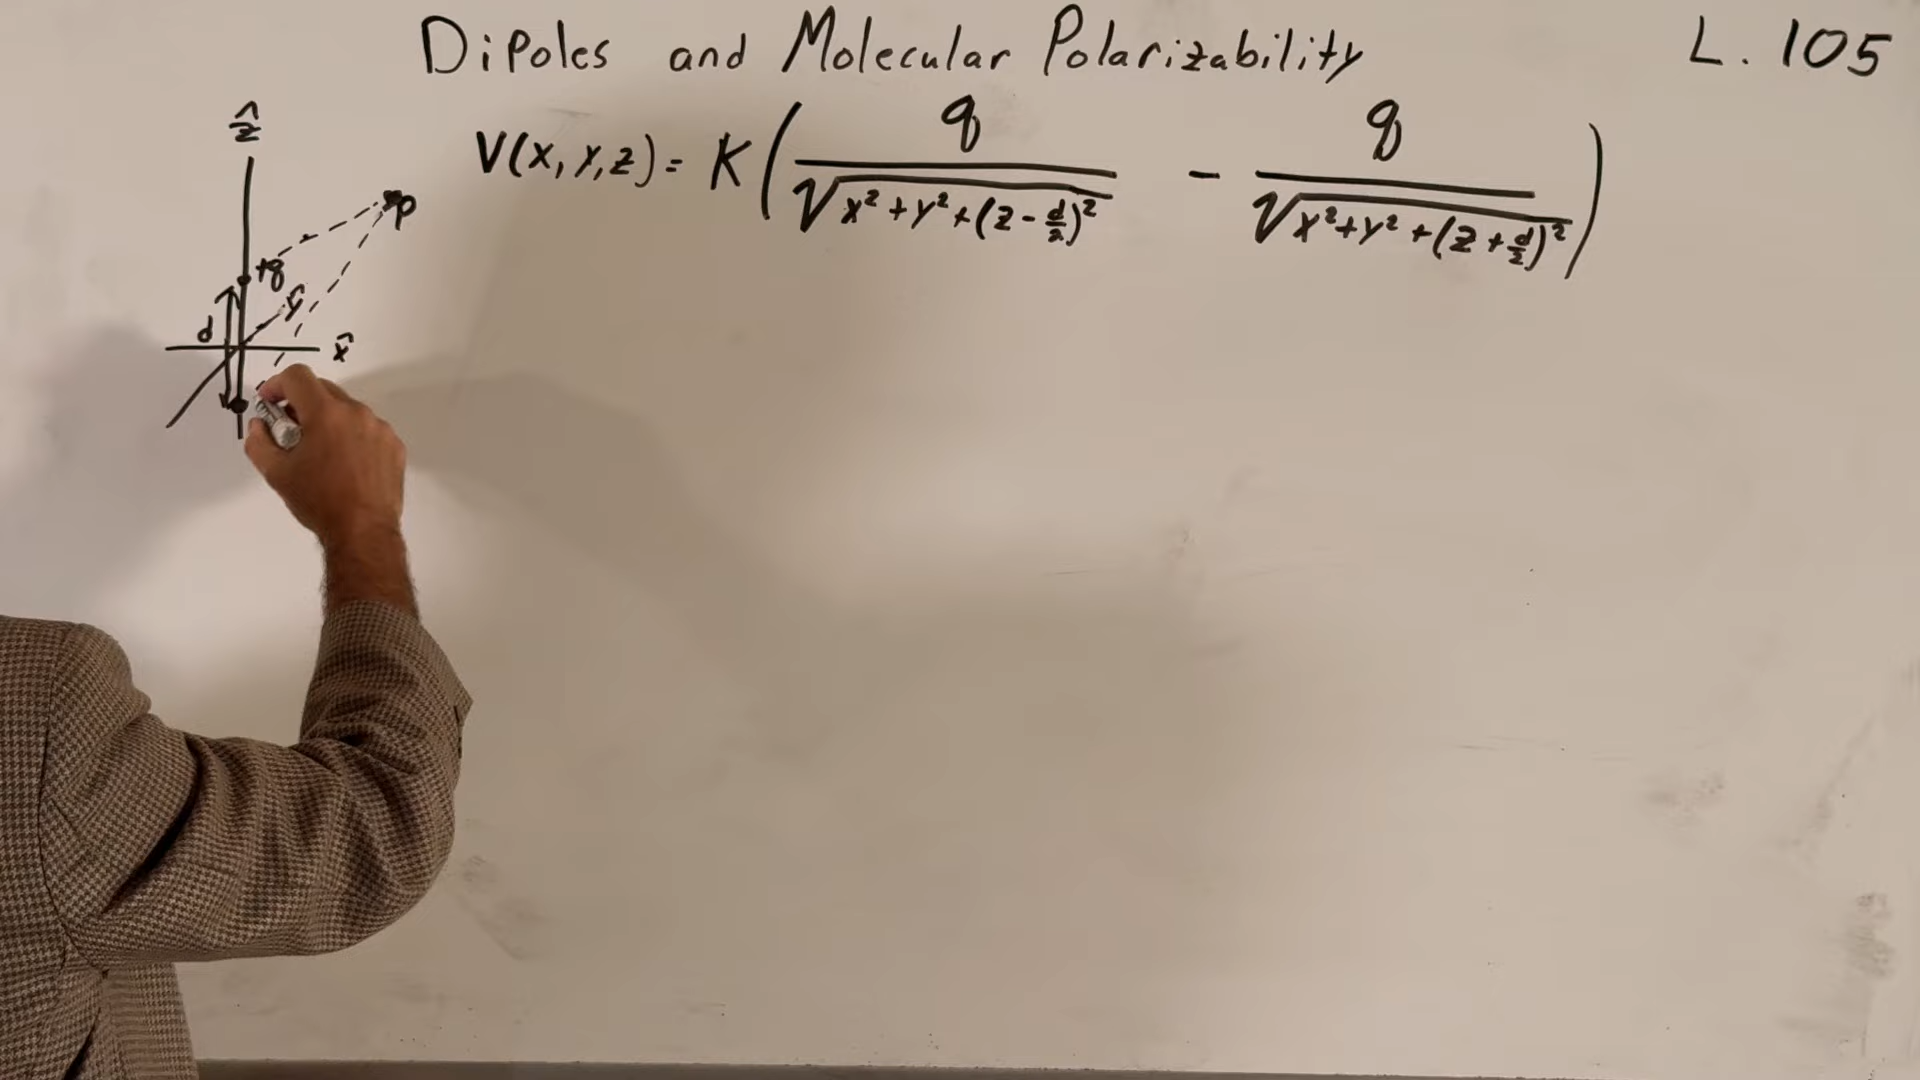 Dipoles and Molecular Polarizability L. 105
V(x, y, z) = K ( q / √(x² + y² + (z - d/2)²) - q / √(x² + y² + (z + d/2)²) )
ẑ
p
+q
ŷ
d
x̂